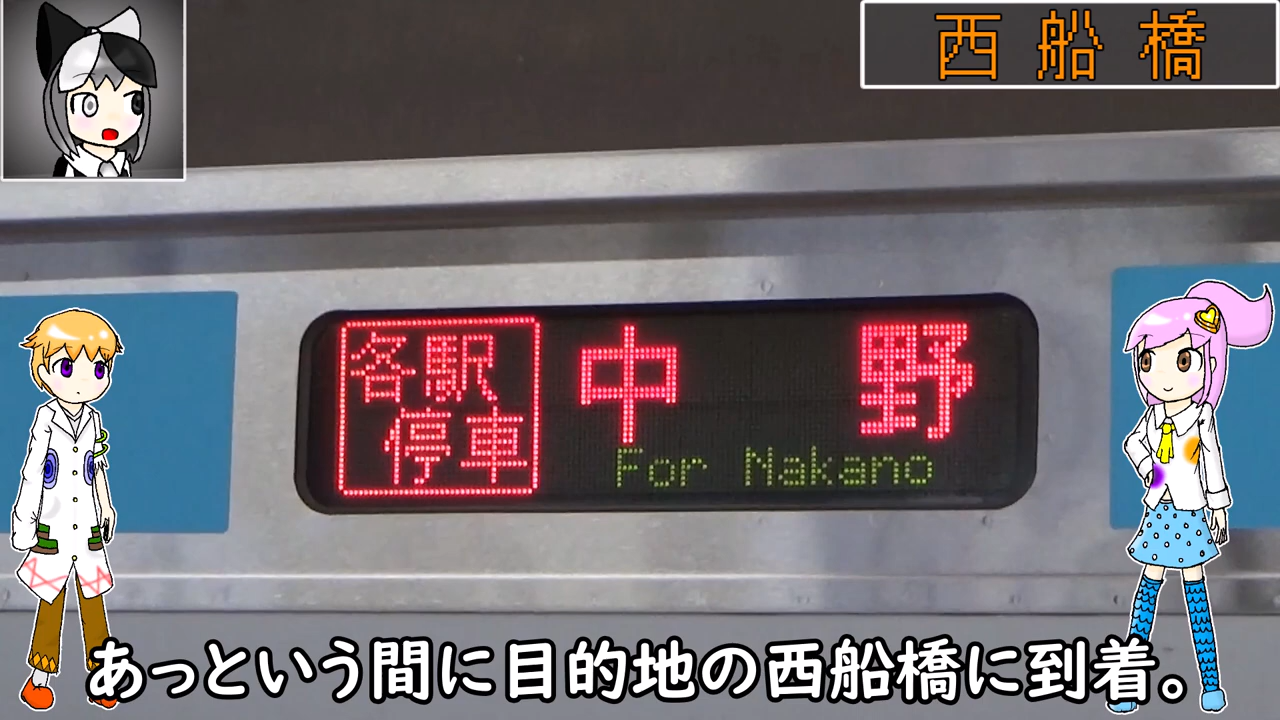 西船橋
各駅
停車
中野
For Nakano
あっという間に目的地の西船橋に到着。